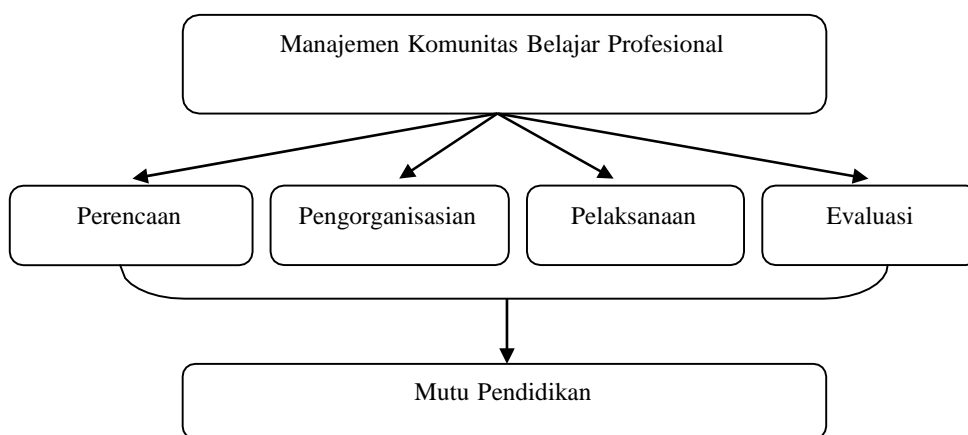 Manajemen Komunitas Belajar Profesional
Perencaan
Pengorganisasian
Pelaksanaan
Evaluasi
Mutu Pendidikan